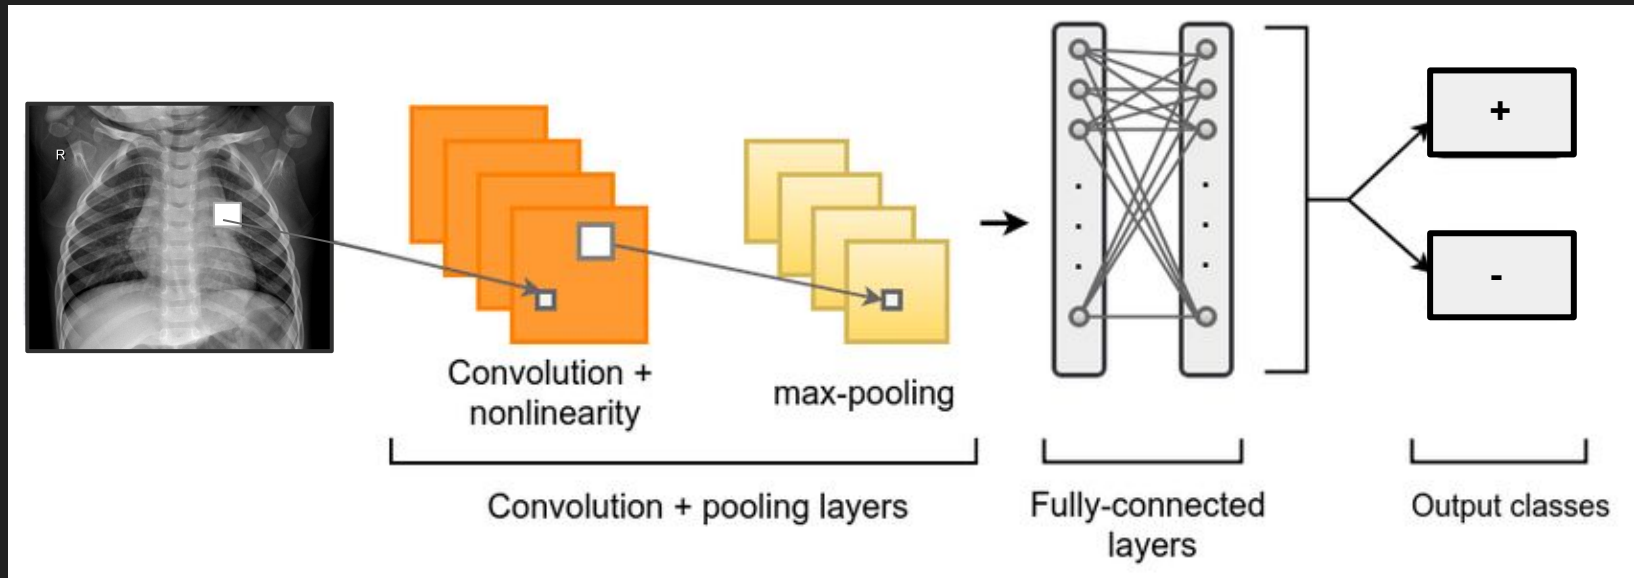 R
Convolution +
nonlinearity
max-pooling
Convolution + pooling layers
Fully-connected
layers
+
-
Output classes